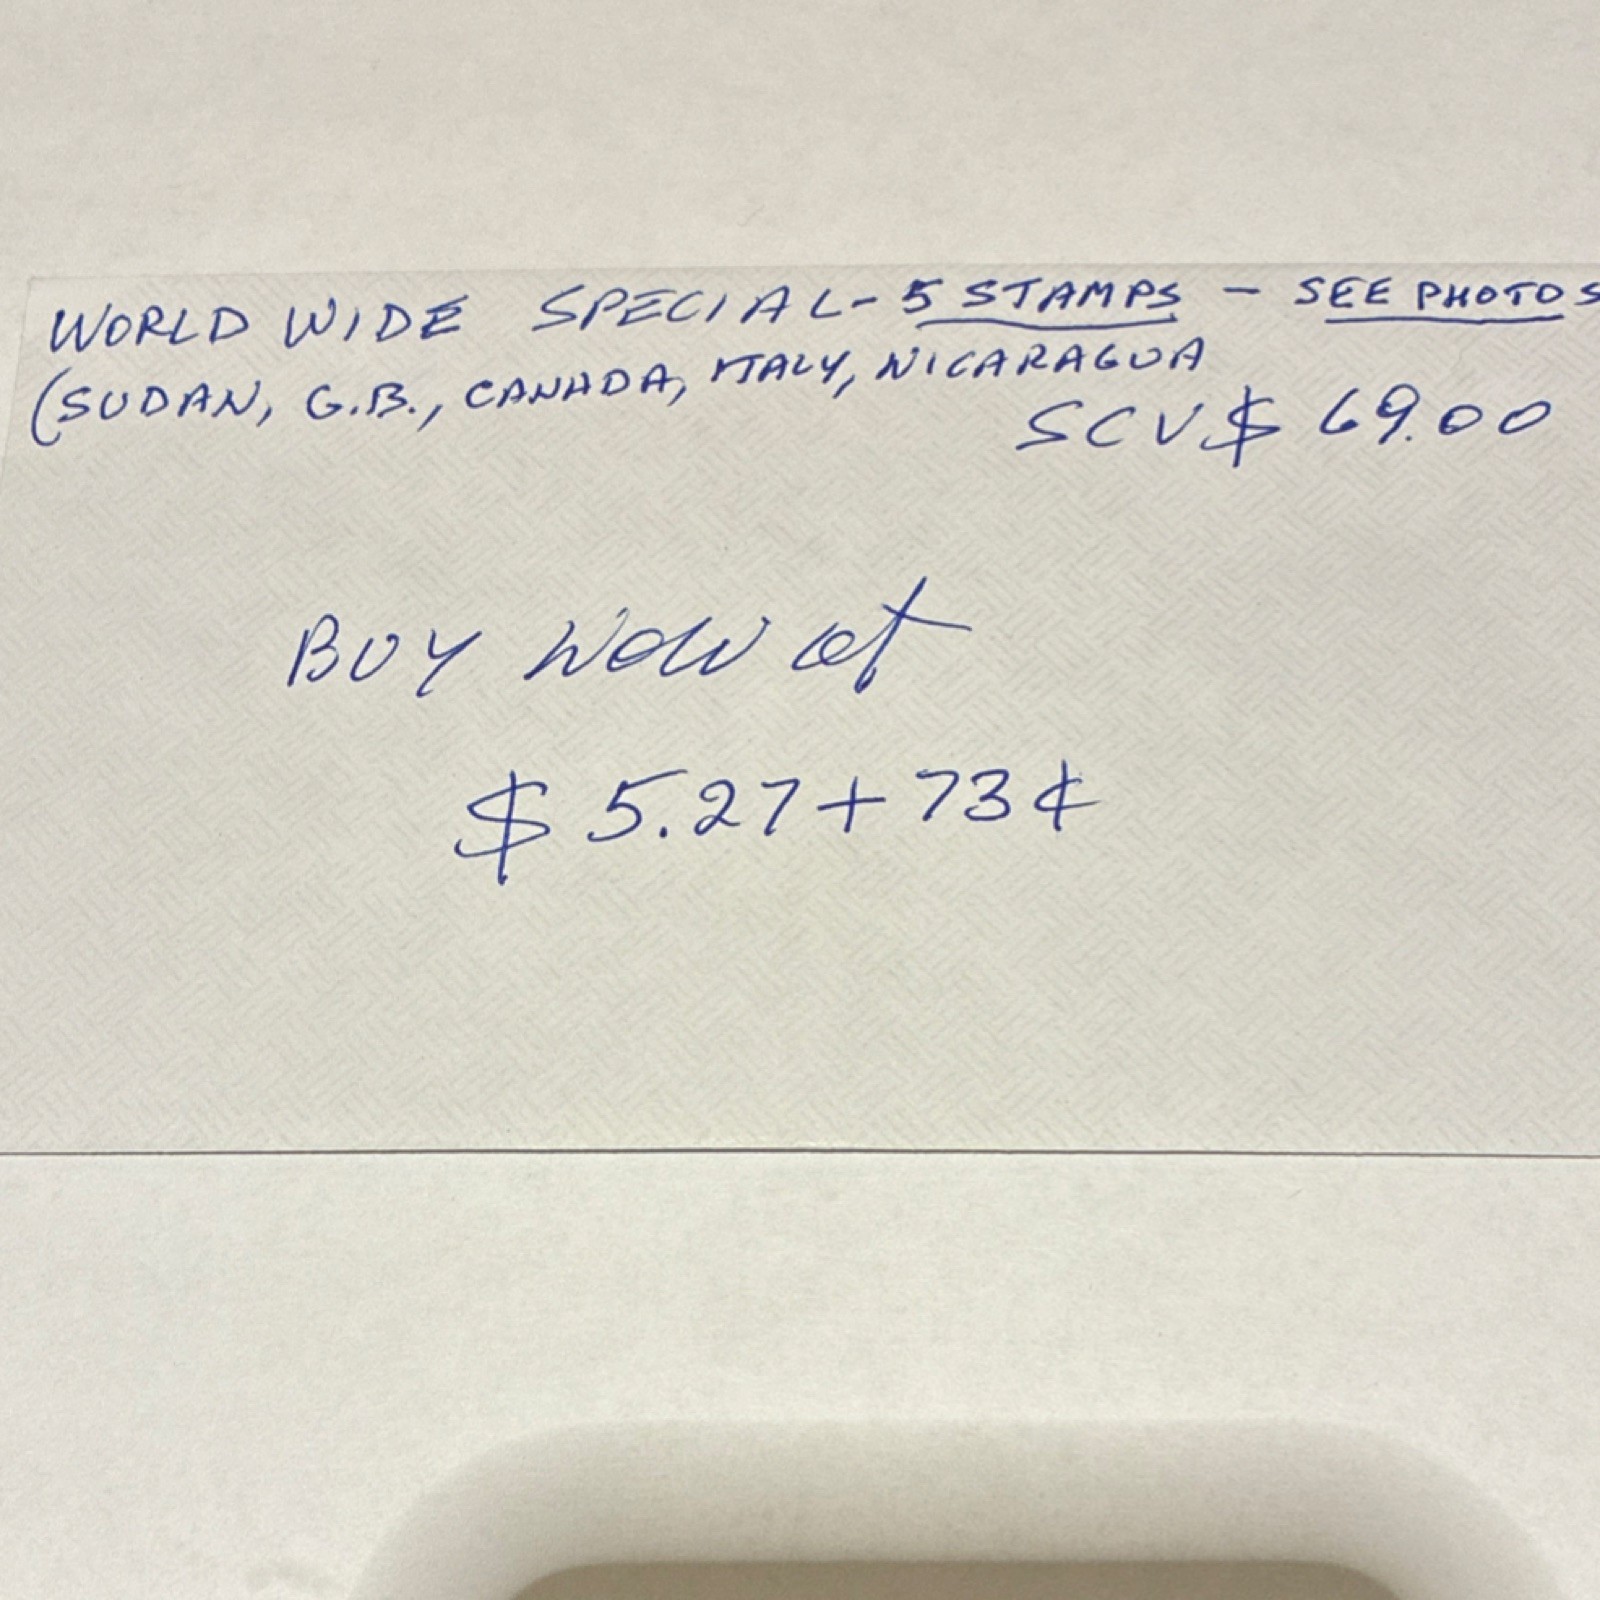 WORLD WIDE SPECIAL - 5 STAMPS - SEE PHOTOS
(SUDAN, G.B., CANADA, ITALY, NICARAGUA
SCV $ 69.00
BUY NOW at
$ 5.27 + 73¢